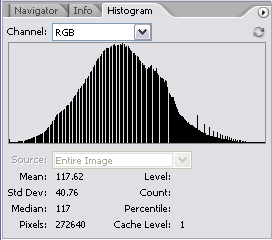 Navigator Info Histogram
Channel: RGB
Source: Entire Image
Mean: 117.62 Level:
Std Dev: 40.76 Count:
Median: 117 Percentile:
Pixels: 272640 Cache Level: 1